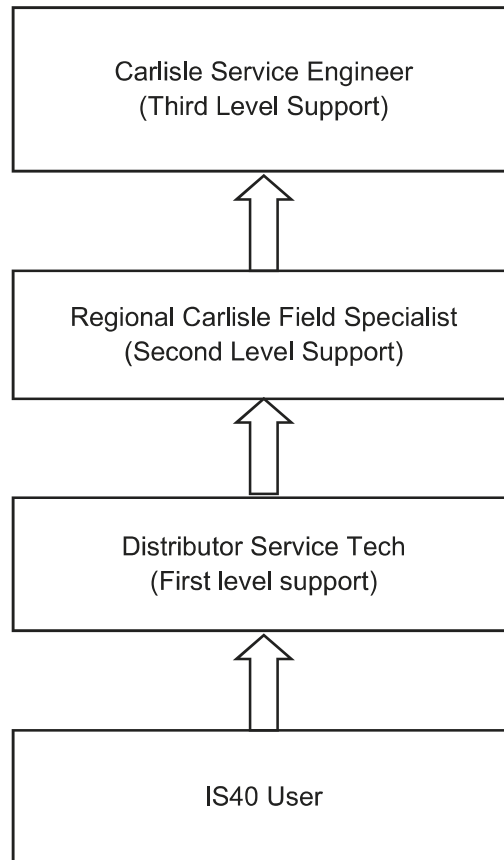 Carlisle Service Engineer
(Third Level Support)
Regional Carlisle Field Specialist
(Second Level Support)
Distributor Service Tech
(First level support)
IS40 User